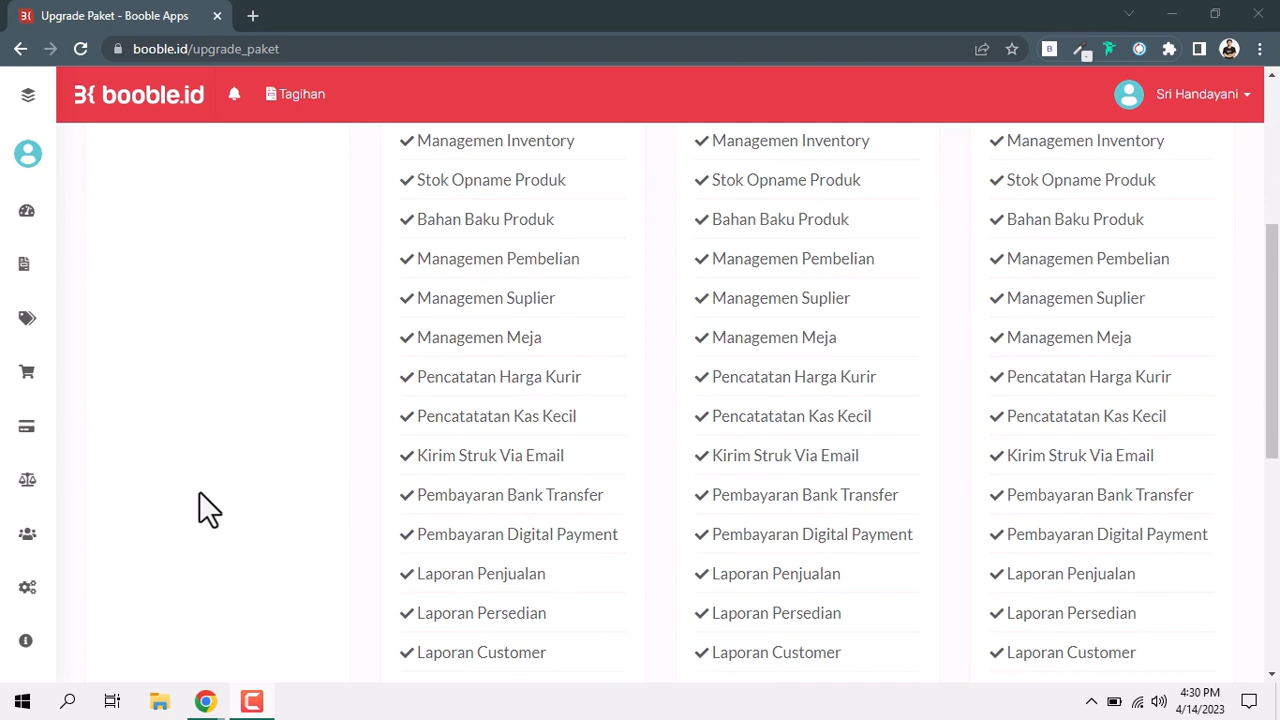 Upgrade Paket - Booble Apps
booble.id/upgrade_paket
booble.id
Tagihan
Sri Handayani
Managemen Inventory
Stok Opname Produk
Bahan Baku Produk
Managemen Pembelian
Managemen Suplier
Managemen Meja
Pencatatan Harga Kurir
Pencatatatan Kas Kecil
Kirim Struk Via Email
Pembayaran Bank Transfer
Pembayaran Digital Payment
Laporan Penjualan
Laporan Persedian
Laporan Customer
Managemen Inventory
Stok Opname Produk
Bahan Baku Produk
Managemen Pembelian
Managemen Suplier
Managemen Meja
Pencatatan Harga Kurir
Pencatatatan Kas Kecil
Kirim Struk Via Email
Pembayaran Bank Transfer
Pembayaran Digital Payment
Laporan Penjualan
Laporan Persedian
Laporan Customer
Managemen Inventory
Stok Opname Produk
Bahan Baku Produk
Managemen Pembelian
Managemen Suplier
Managemen Meja
Pencatatan Harga Kurir
Pencatatatan Kas Kecil
Kirim Struk Via Email
Pembayaran Bank Transfer
Pembayaran Digital Payment
Laporan Penjualan
Laporan Persedian
Laporan Customer
4:30 PM
4/14/2023